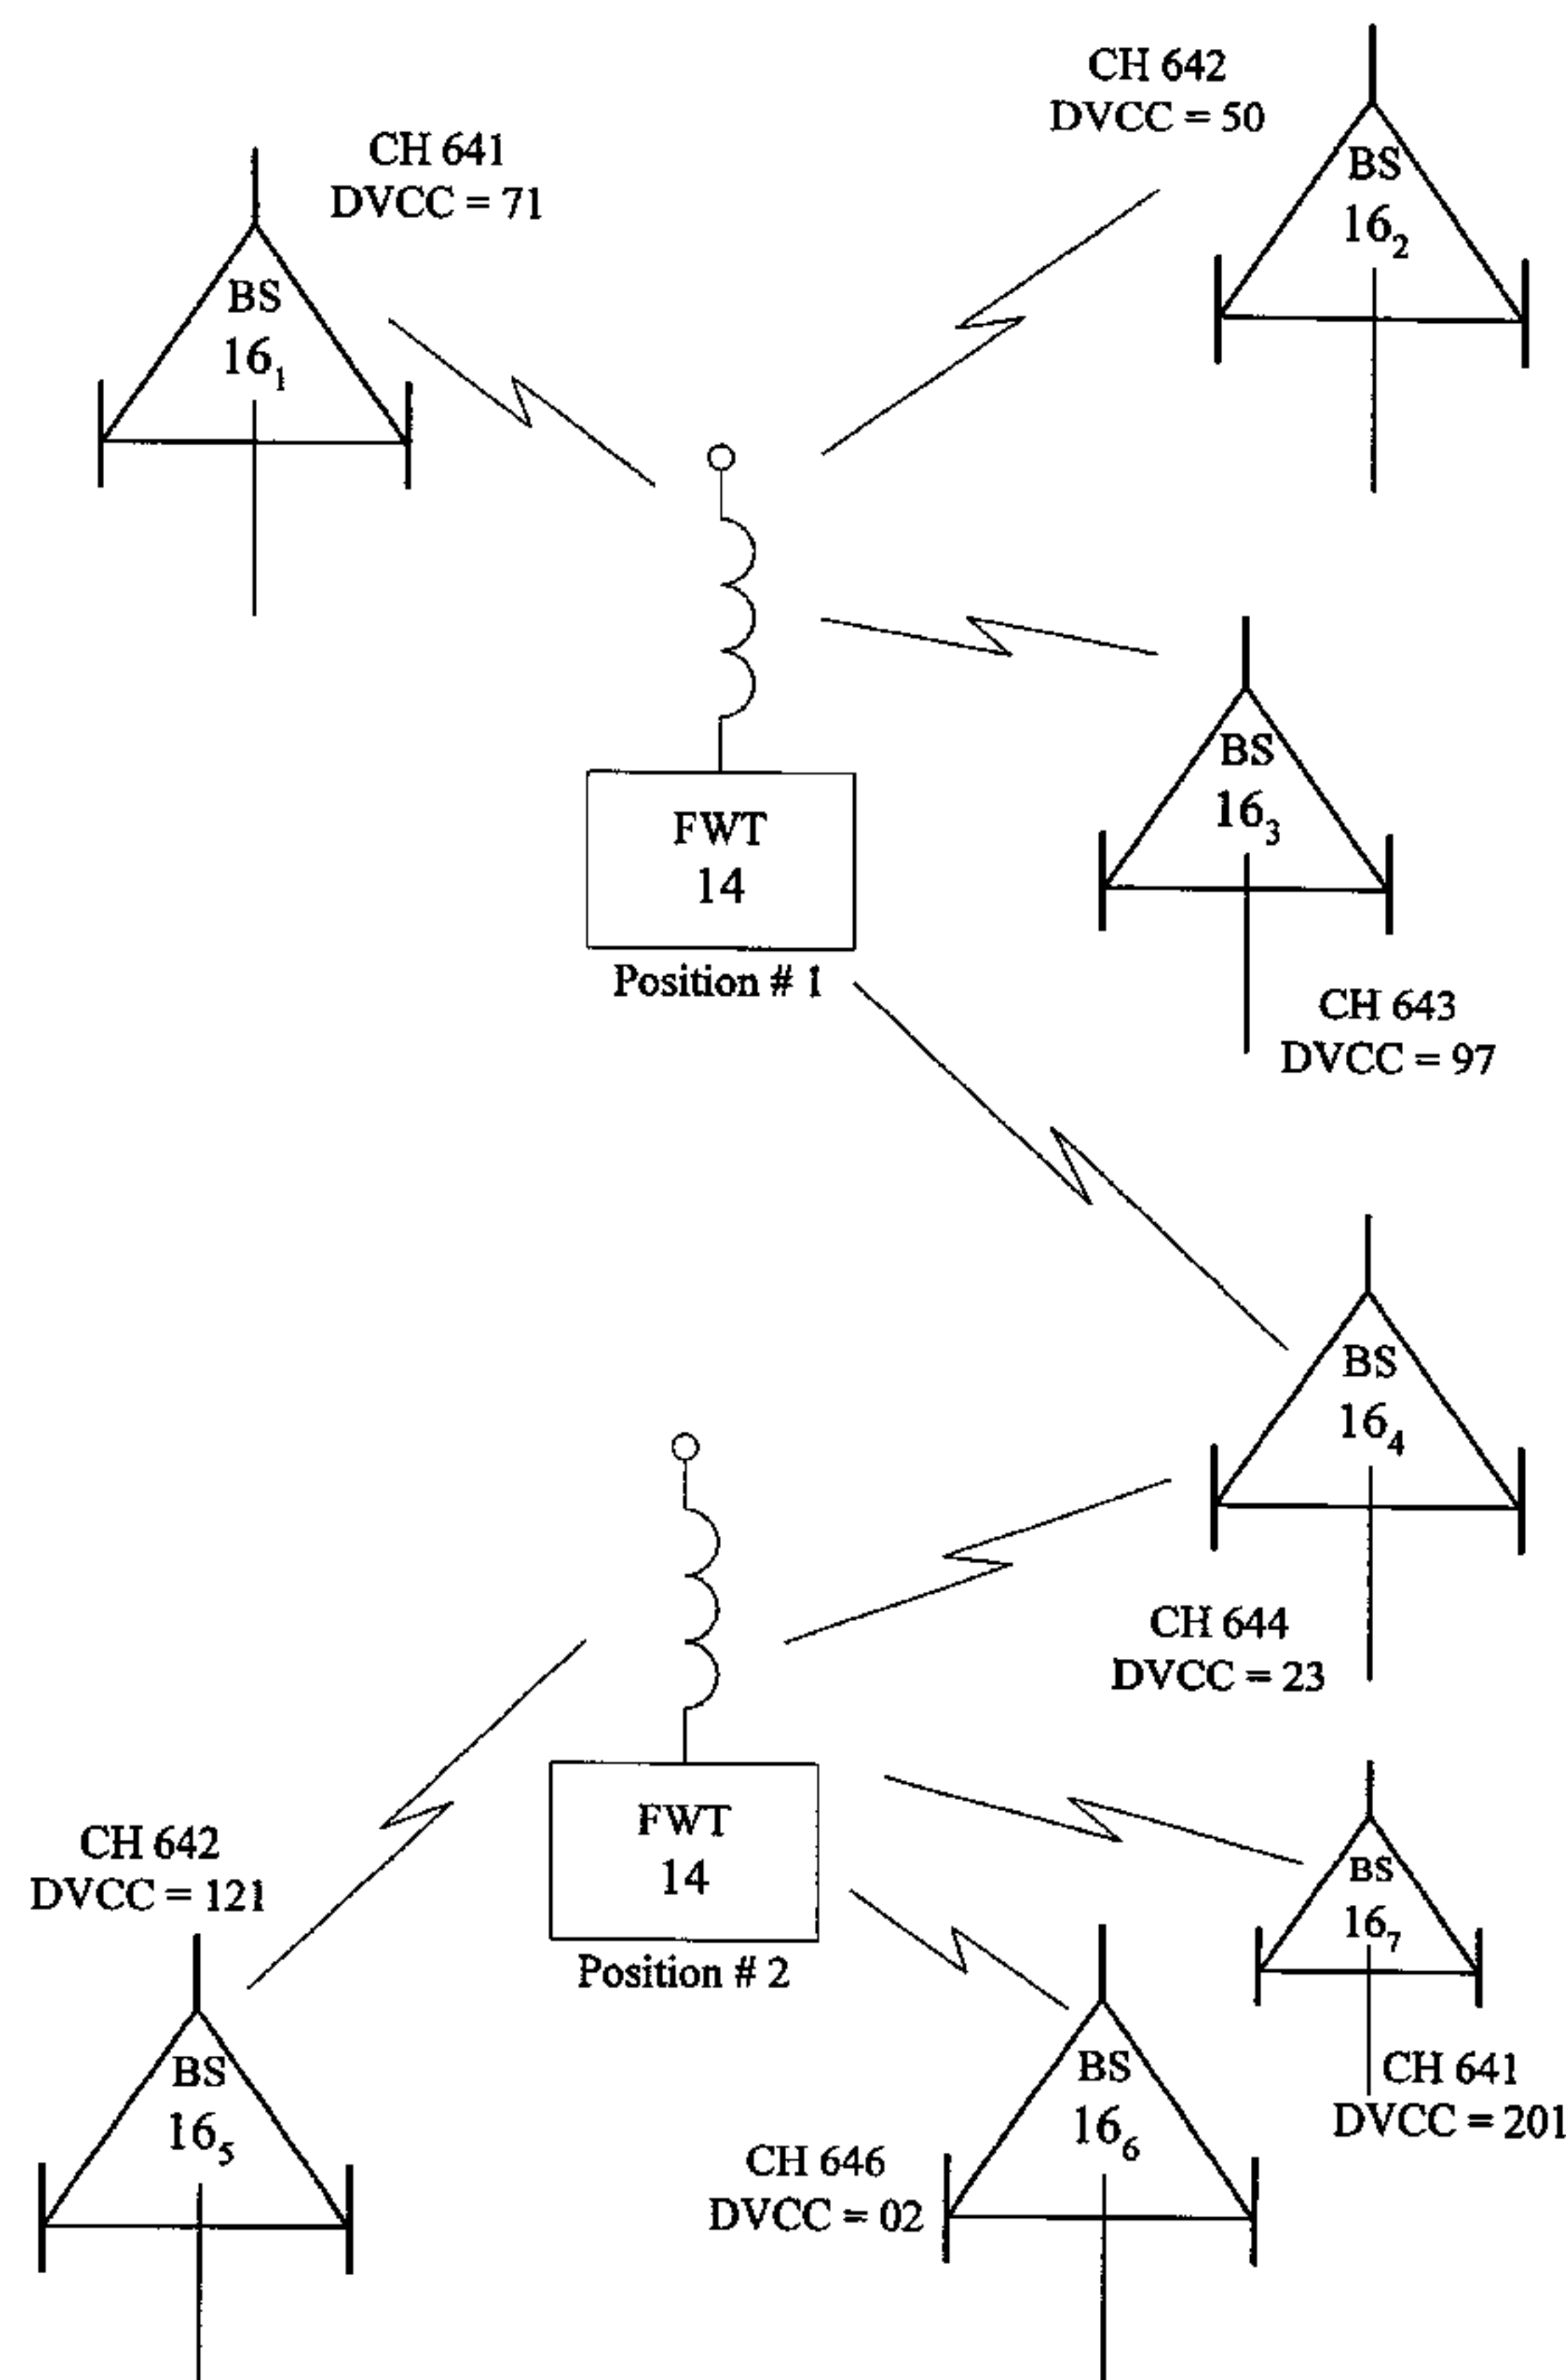 CH 642
DVCC = 50
BS
16₂
CH 641
DVCC = 71
BS
16₁
BS
16₃
FWT
14
Position # 1
CH 643
DVCC = 97
BS
16₄
CH 644
DVCC = 23
FWT
14
Position # 2
CH 642
DVCC = 121
BS
16₅
BS
16₇
CH 641
DVCC = 201
BS
16₆
CH 646
DVCC = 02